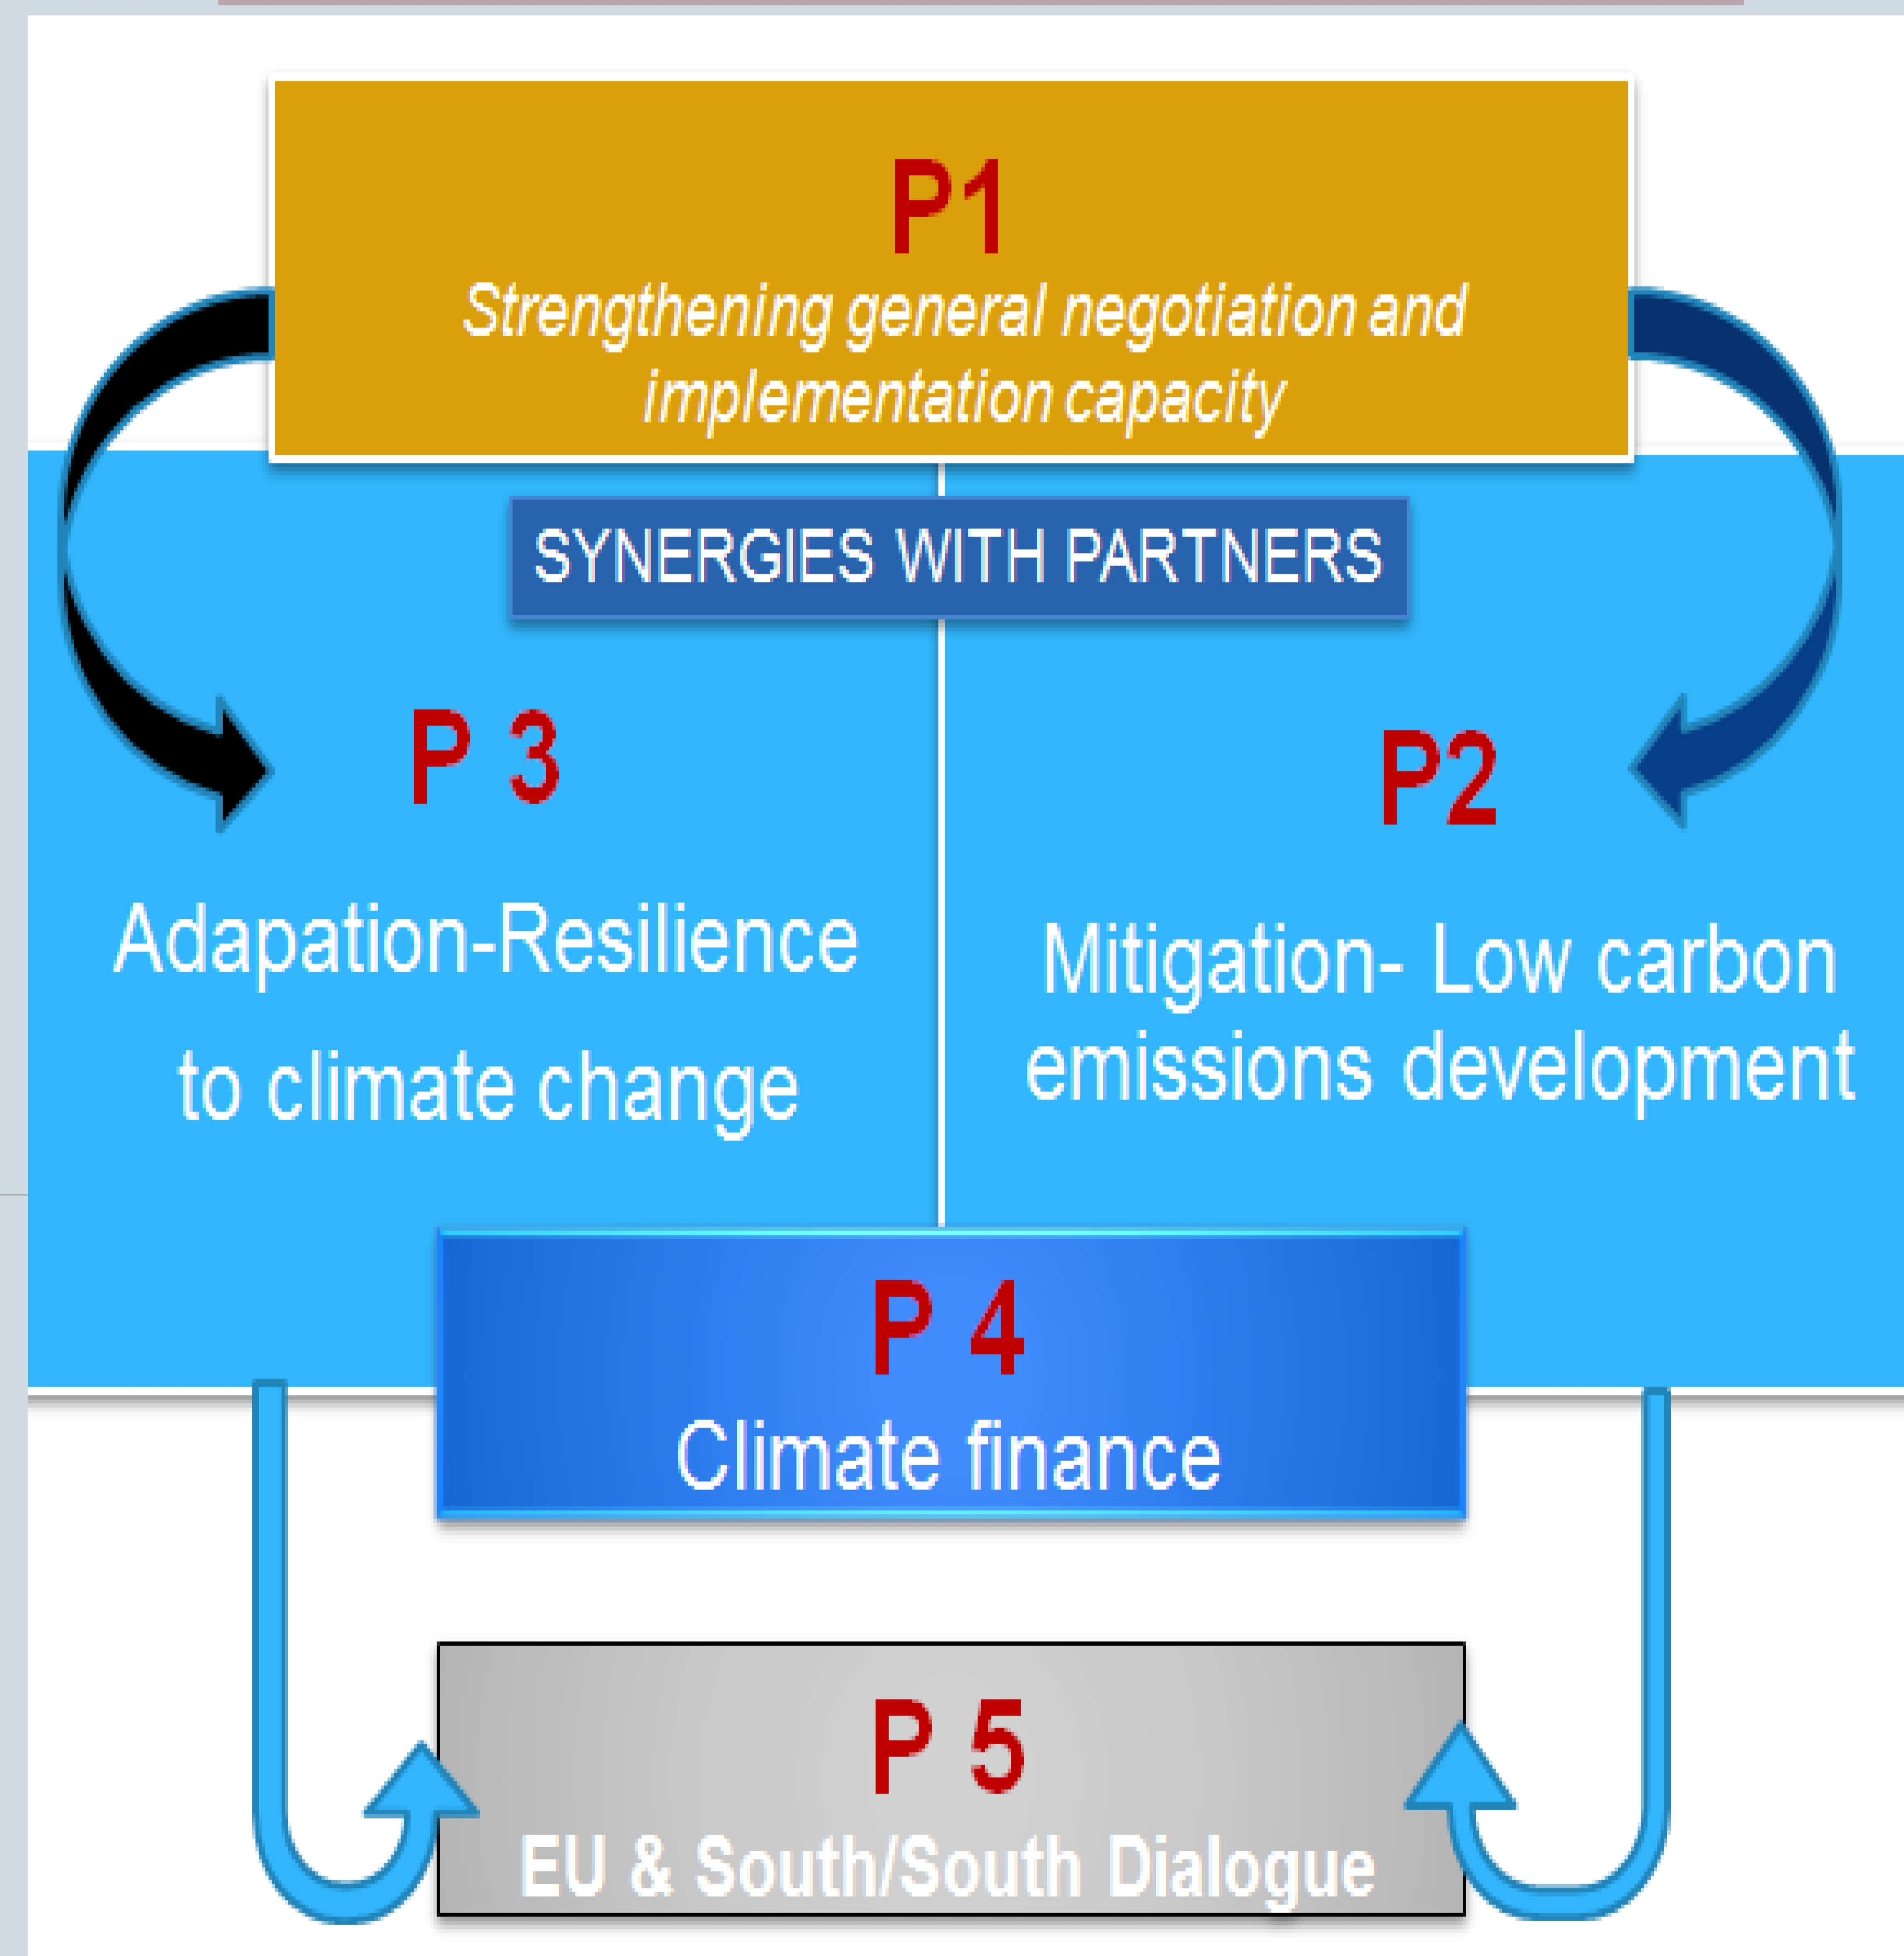 P1
Strengthening general negotiation and
implementation capacity
SYNERGIES WITH PARTNERS
P 3
Adapation-Resilience
to climate change
P2
Mitigation- Low carbon
emissions development
P 4
Climate finance
P 5
EU & South/South Dialogue